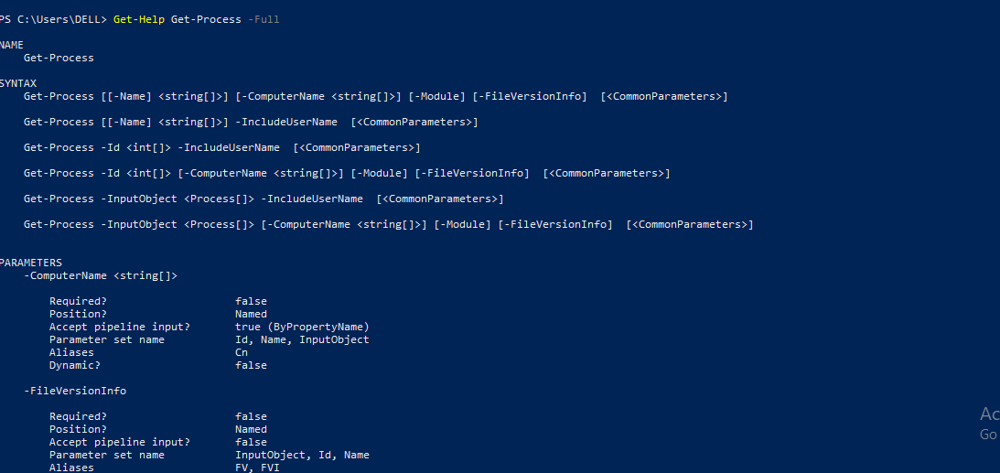 PS C:\Users\DELL> Get-Help Get-Process -Full
NAME
Get-Process
SYNTAX
Get-Process [[-Name] <string[]>] [-ComputerName <string[]>] [-Module] [-FileVersionInfo]  [<CommonParameters>]
Get-Process [[-Name] <string[]>] -IncludeUserName  [<CommonParameters>]
Get-Process -Id <int[]> -IncludeUserName  [<CommonParameters>]
Get-Process -Id <int[]> [-ComputerName <string[]>] [-Module] [-FileVersionInfo]  [<CommonParameters>]
Get-Process -InputObject <Process[]> -IncludeUserName  [<CommonParameters>]
Get-Process -InputObject <Process[]> [-ComputerName <string[]>] [-Module] [-FileVersionInfo]  [<CommonParameters>]
PARAMETERS
-ComputerName <string[]>
Required? false
Position? Named
Accept pipeline input? true (ByPropertyName)
Parameter set name Id, Name, InputObject
Aliases Cn
Dynamic? false
-FileVersionInfo
Required? false
Position? Named
Accept pipeline input? false
Parameter set name InputObject, Id, Name
Aliases FV, FVI
Ac
Go